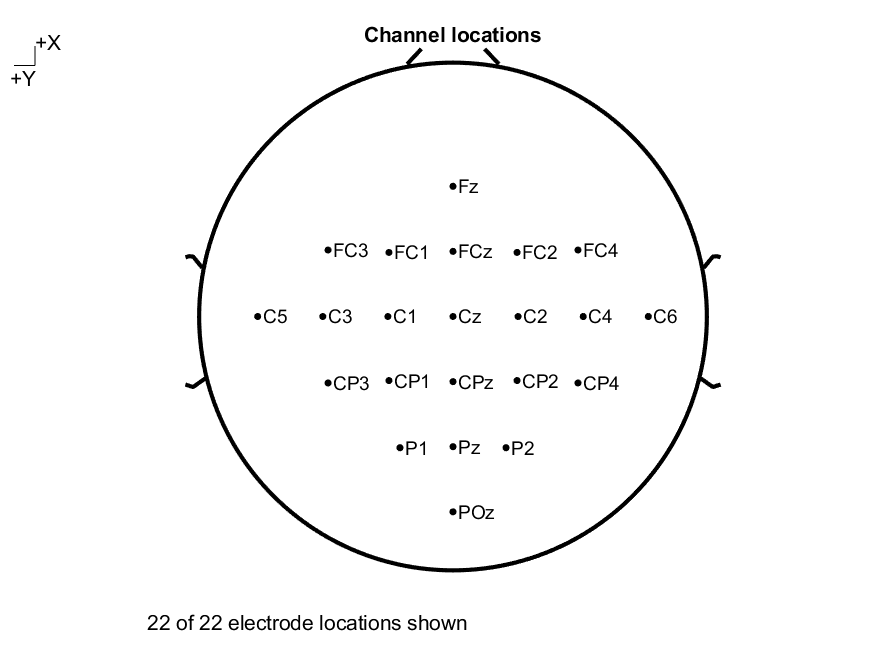 Channel locations
+X
+Y
Fz
FC3 FC1 FCz FC2 FC4
C5 C3 C1 Cz C2 C4 C6
CP3 CP1 CPz CP2 CP4
P1 Pz P2
POz
22 of 22 electrode locations shown